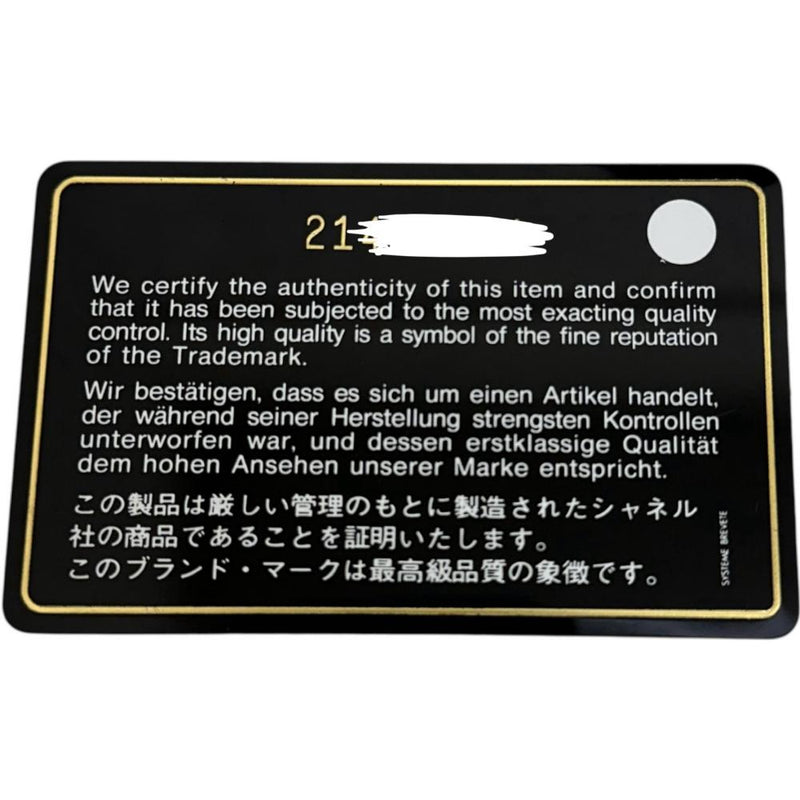 21
We certify the authenticity of this item and confirm
that it has been subjected to the most exacting quality
control. Its high quality is a symbol of the fine reputation
of the Trademark.
Wir bestätigen, dass es sich um einen Artikel handelt,
der während seiner Herstellung strengsten Kontrollen
unterworfen war, und dessen erstklassige Qualität
dem hohen Ansehen unserer Marke entspricht.
この製品は厳しい管理のもとに製造されたシャネル
社の商品であることを証明いたします。
このブランド・マークは最高級品質の象徴です。
SYSTEME BREVETE